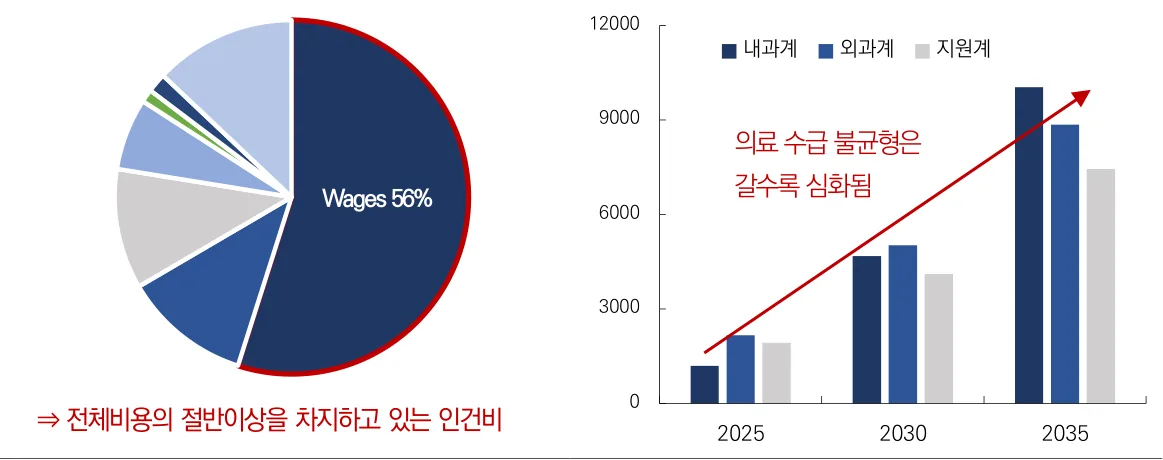 Wages 56%
⇒ 전체비용의 절반이상을 차지하고 있는 인건비
12000
9000
6000
3000
0
내과계 외과계 지원계
의료 수급 불균형은
갈수록 심화됨
2025 2030 2035